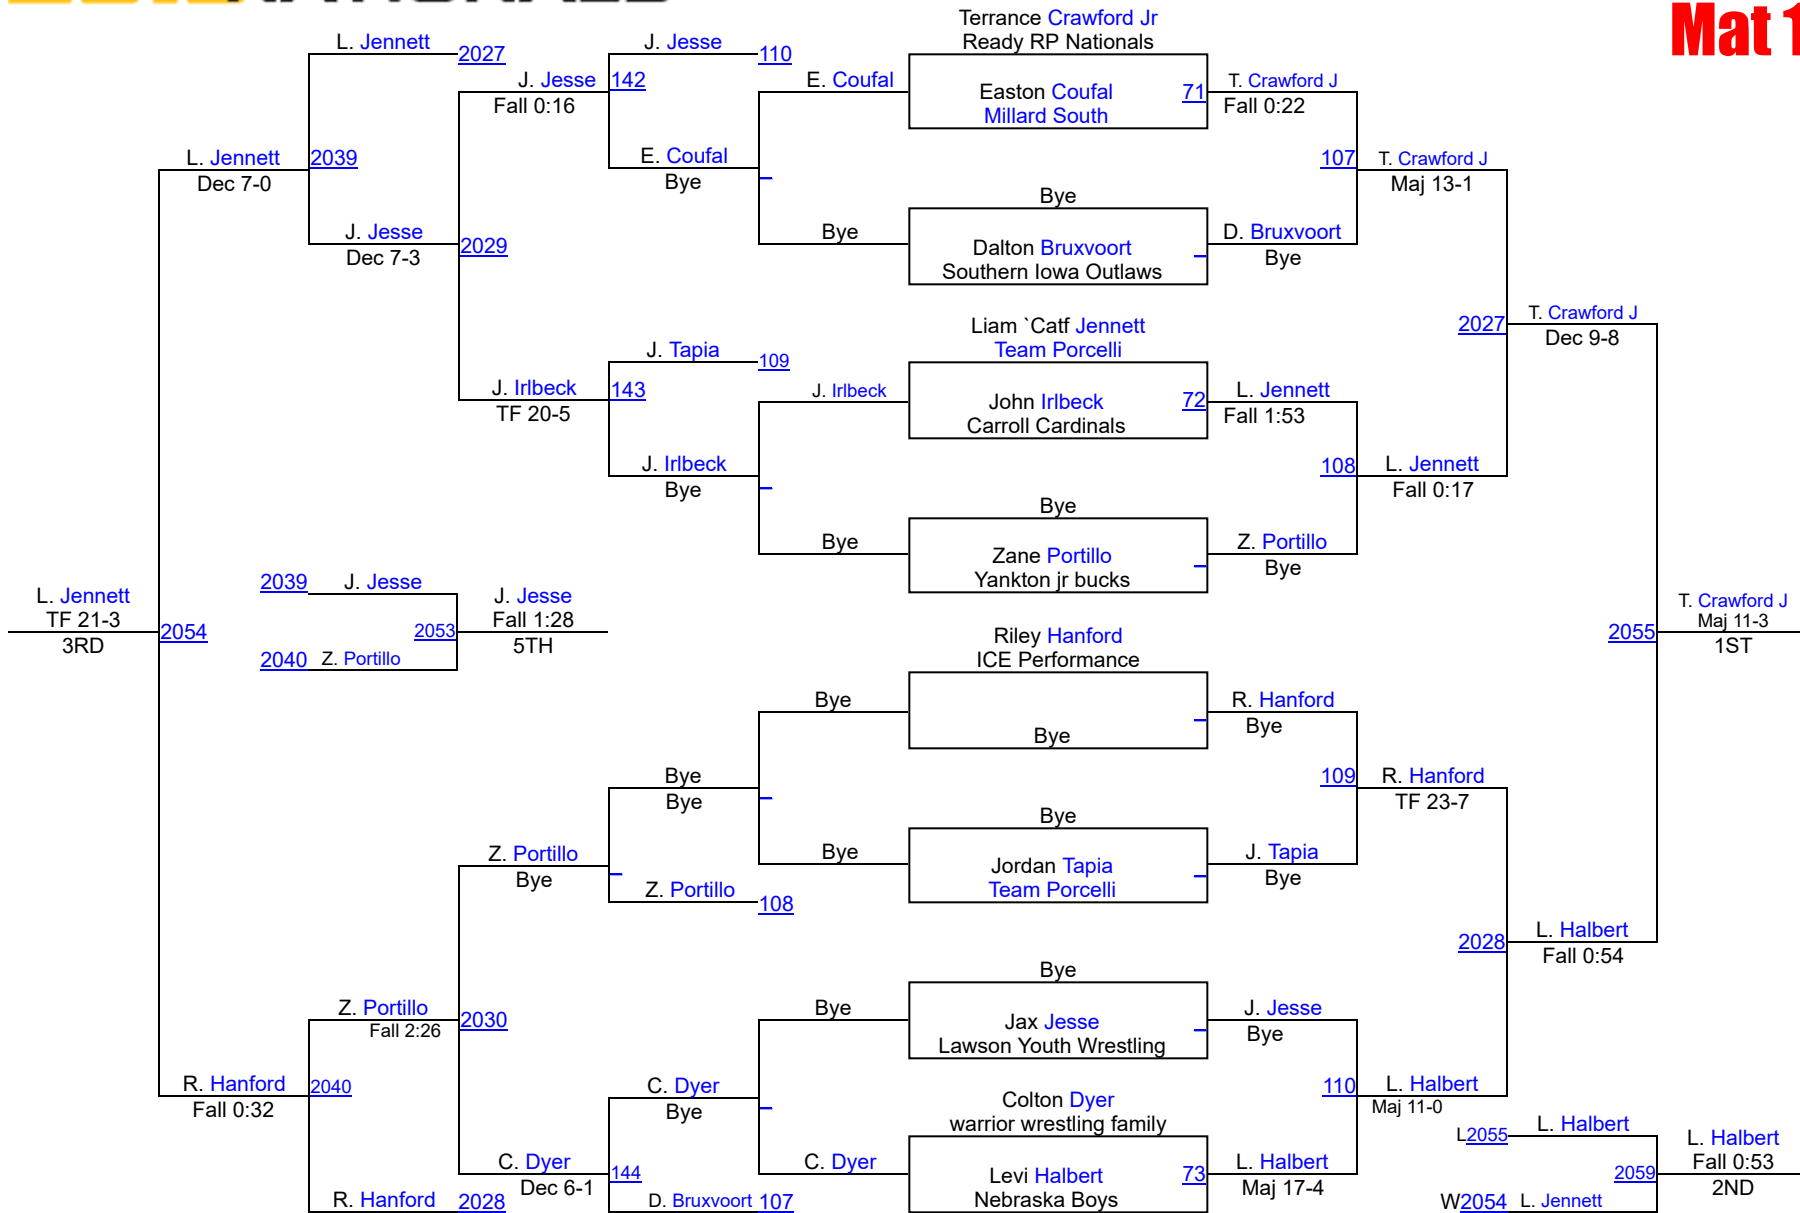 Mat 1
L. Jennett
2027
J. Jesse
110
Terrance Crawford Jr
Ready RP Nationals
J. Jesse
142
Fall 0:16
E. Coufal
Easton Coufal
71
Millard South
T. Crawford J
Fall 0:22
L. Jennett
2039
Dec 7-0
E. Coufal
Bye
107
T. Crawford J
Maj 13-1
J. Jesse
2029
Dec 7-3
Bye
Bye
Dalton Bruxvoort
Southern Iowa Outlaws
D. Bruxvoort
Bye
Liam `Catf Jennett
Team Porcelli
2027
T. Crawford J
Dec 9-8
J. Tapia
109
J. Irlbeck
143
TF 20-5
J. Irlbeck
John Irlbeck
72
Carroll Cardinals
L. Jennett
Fall 1:53
J. Irlbeck
Bye
108
L. Jennett
Fall 0:17
Bye
Bye
Zane Portillo
Yankton jr bucks
Z. Portillo
Bye
L. Jennett
TF 21-3
3RD
2054
2039
J. Jesse
2053
J. Jesse
Fall 1:28
5TH
2040
Z. Portillo
Riley Hanford
ICE Performance
2055
T. Crawford J
Maj 11-3
1ST
Bye
Bye
R. Hanford
Bye
Bye
Bye
109
R. Hanford
TF 23-7
Z. Portillo
Bye
Bye
Bye
Jordan Tapia
Team Porcelli
J. Tapia
Bye
Z. Portillo
108
2028
L. Halbert
Fall 0:54
Bye
Z. Portillo
2030
Fall 2:26
Bye
Jax Jesse
Lawson Youth Wrestling
J. Jesse
Bye
R. Hanford
2040
Fall 0:32
C. Dyer
Bye
Colton Dyer
warrior wrestling family
110
L. Halbert
Maj 11-0
C. Dyer
144
Dec 6-1
C. Dyer
Levi Halbert
73
Nebraska Boys
L. Halbert
Maj 17-4
L2055
L. Halbert
2059
L. Halbert
Fall 0:53
2ND
R. Hanford
2028
D. Bruxvoort
107
W2054
L. Jennett